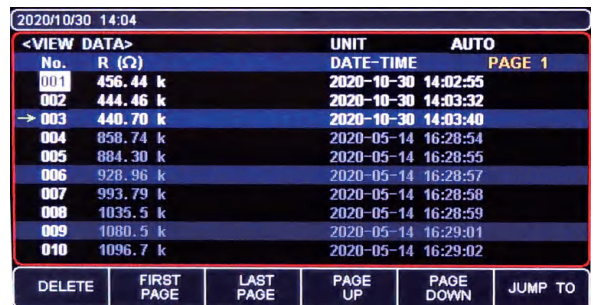 2020/10/30 14:04
<VIEW DATA> UNIT AUTO
No. R (Ω) DATE-TIME PAGE 1
001 456.44 k 2020-10-30 14:02:55
002 444.46 k 2020-10-30 14:03:32
→ 003 440.70 k 2020-10-30 14:03:40
004 858.74 k 2020-05-14 16:28:54
005 884.30 k 2020-05-14 16:28:55
006 928.96 k 2020-05-14 16:28:57
007 993.79 k 2020-05-14 16:28:58
008 1035.5 k 2020-05-14 16:28:59
009 1080.5 k 2020-05-14 16:29:01
010 1096.7 k 2020-05-14 16:29:02
DELETE FIRST PAGE LAST PAGE PAGE UP PAGE DOWN JUMP TO